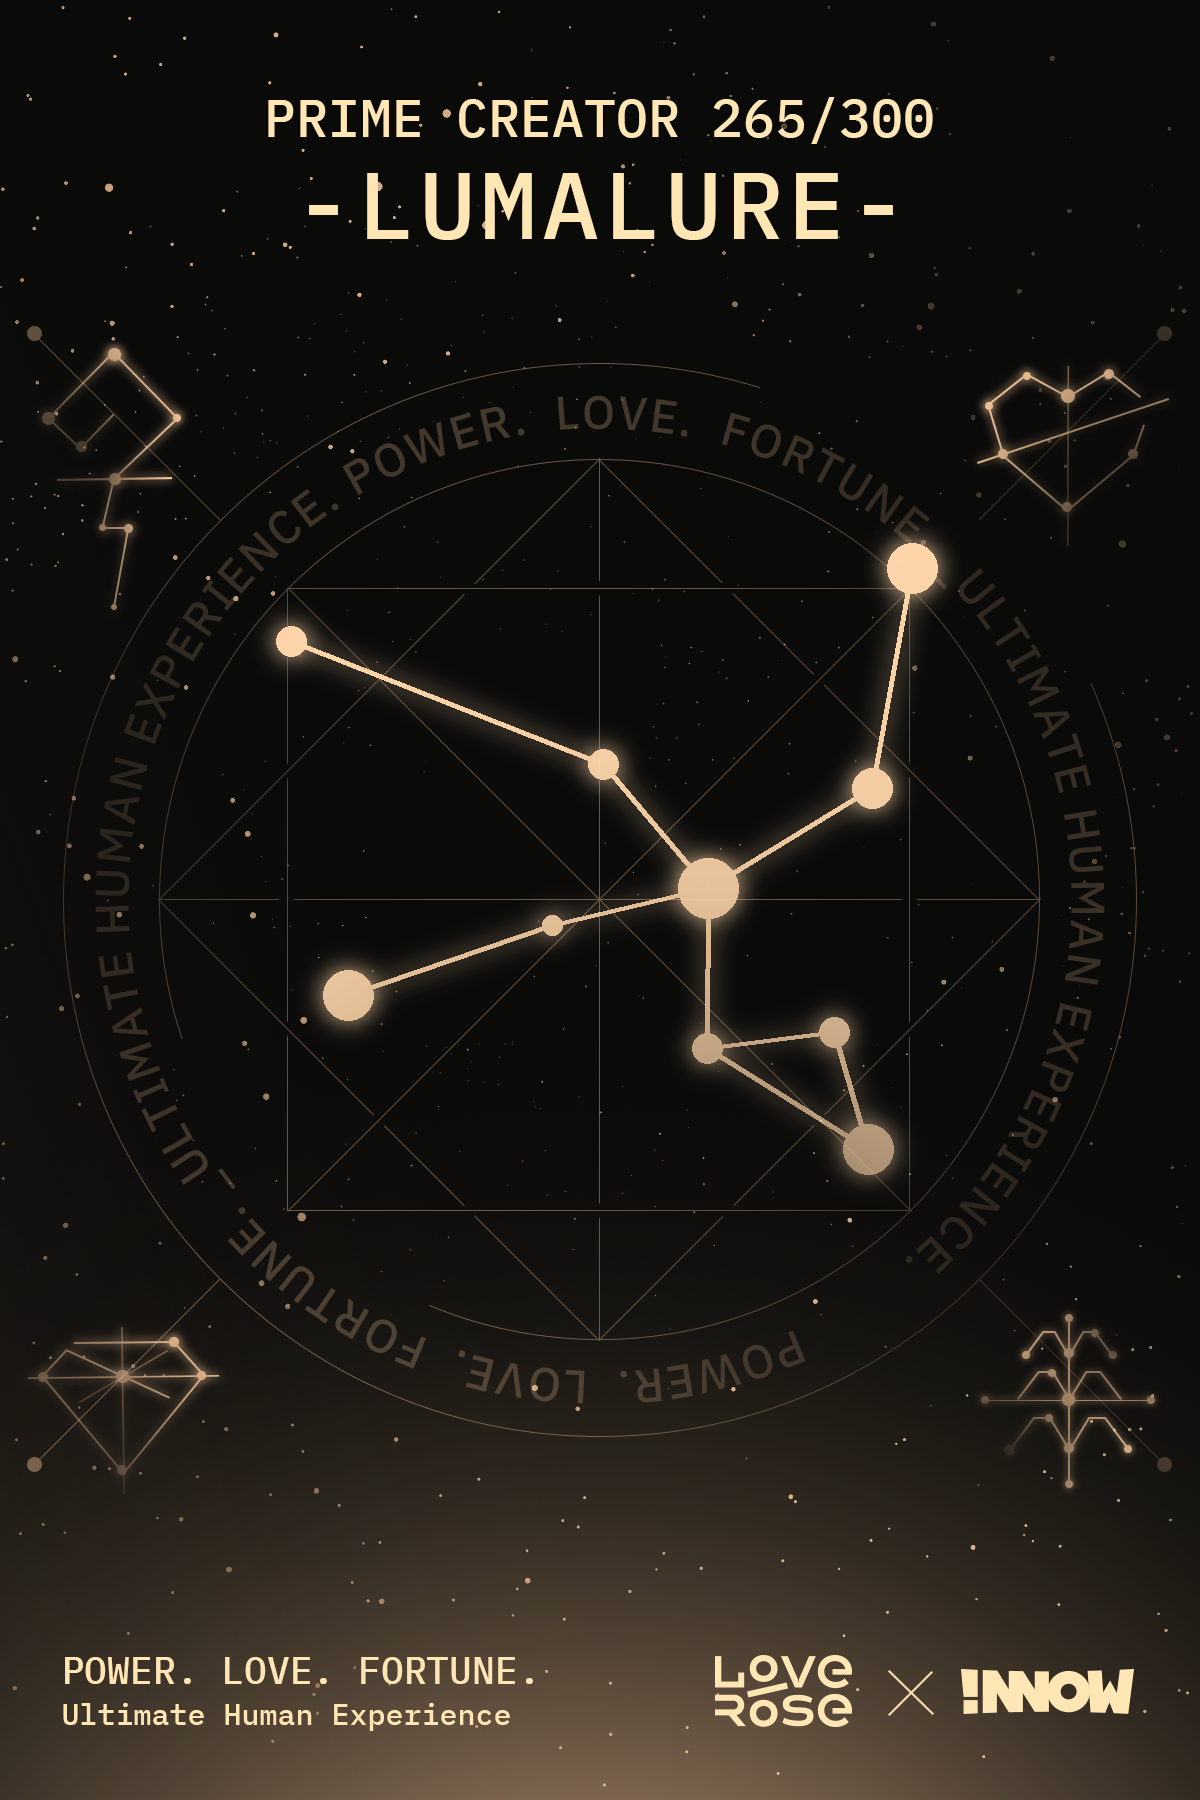 PRIME CREATOR 265/300
-LUMALURE-
POWER. LOVE. FORTUNE. ULTIMATE HUMAN EXPERIENCE.
POWER. LOVE. FORTUNE. — ULTIMATE HUMAN EXPERIENCE.
POWER. LOVE. FORTUNE.
Ultimate Human Experience
LOVE
ROSE
!NNOW